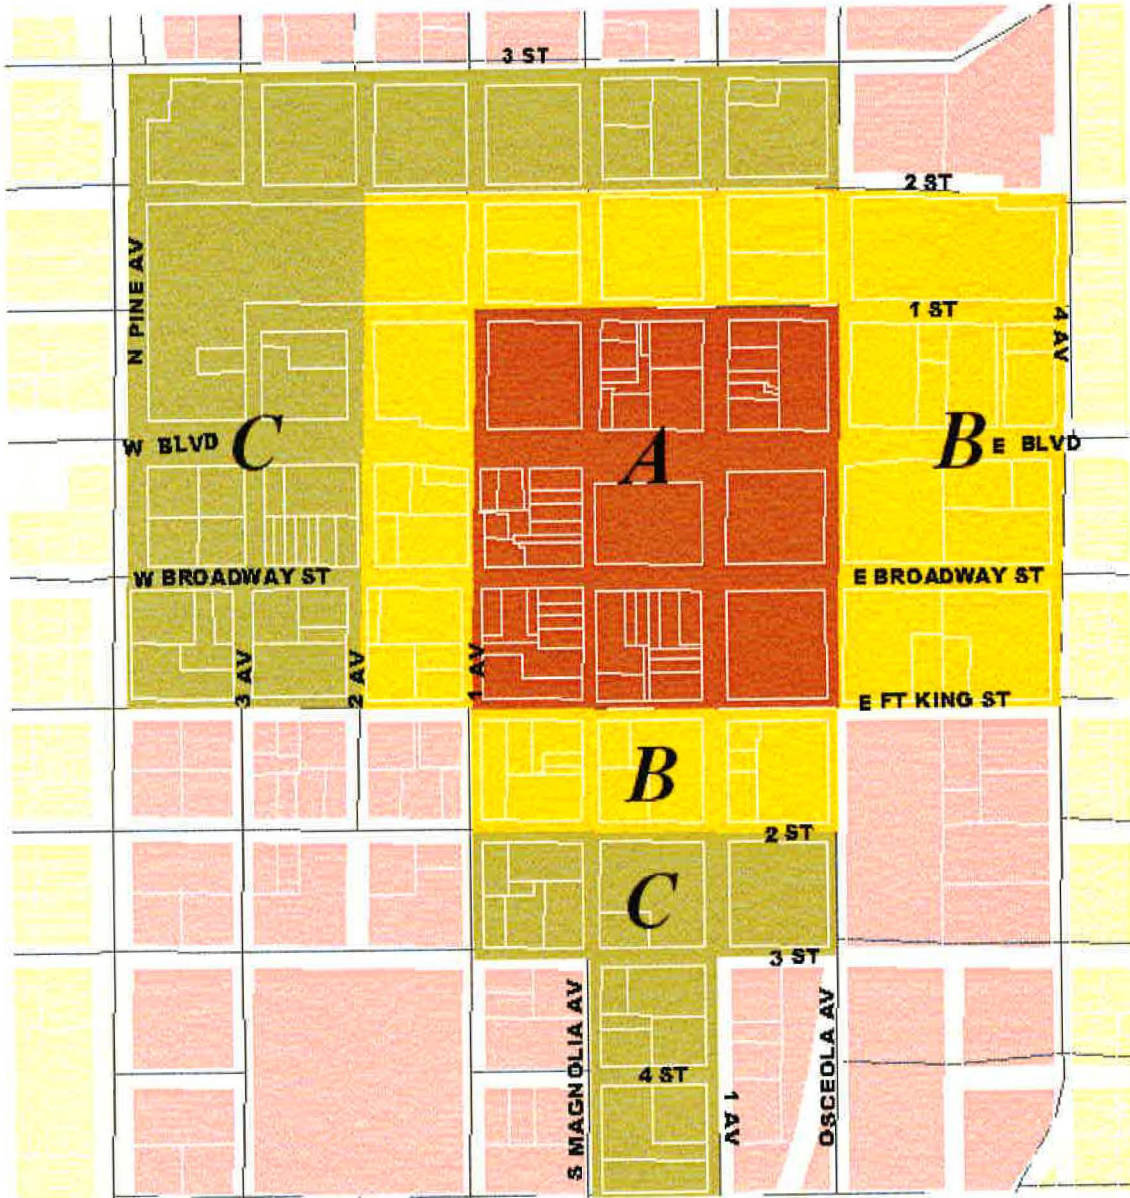 3 ST
2 ST
N PINE AV
1 ST
4 AV
W BLVD
C
A
B
E BLVD
W BROADWAY ST
E BROADWAY ST
3 AV
2 AV
1 AV
E FT KING ST
B
2 ST
C
3 ST
S MAGNOLIA AV
4 ST
1 AV
OSCEOLA AV